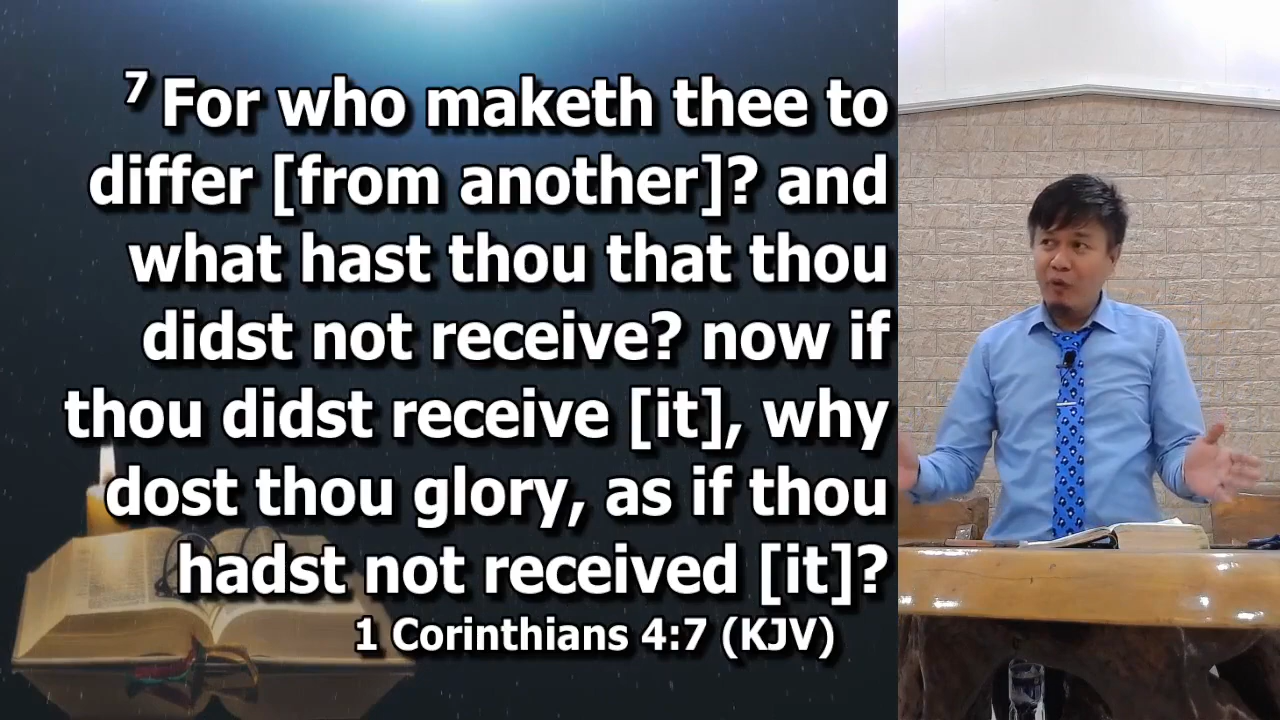 7 For who maketh thee to
differ [from another]? and
what hast thou that thou
didst not receive? now if
thou didst receive [it], why
dost thou glory, as if thou
hadst not received [it]?
1 Corinthians 4:7 (KJV)